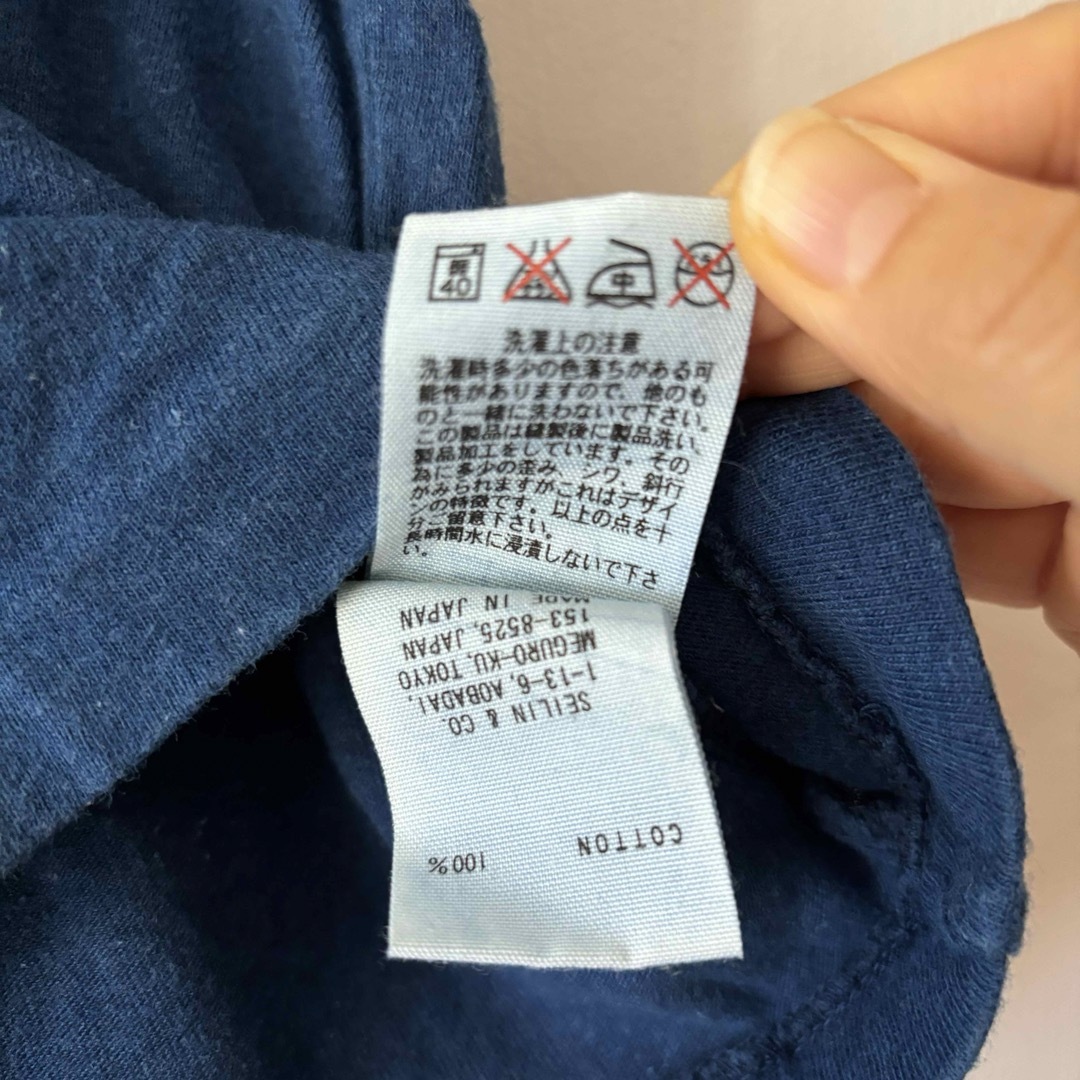 40
中
洗濯上の注意
洗濯時多少の色落ちがある可
能性がありますので、他のも
のと一緒に洗わないで下さい。
この製品は縫製後に製品洗い、
製品加工をしています。その
為に多少の歪み、シワ、斜行
がみられますがこれはデザイ
ンの特徴です。以上の点を十
分ご留意下さい。
長時間水に浸漬しないで下さ
い。
COTTON 100%
SEILIN & CO.
1-13-6, AOBADAI,
MEGURO-KU, TOKYO
153-8525, JAPAN
MADE IN JAPAN